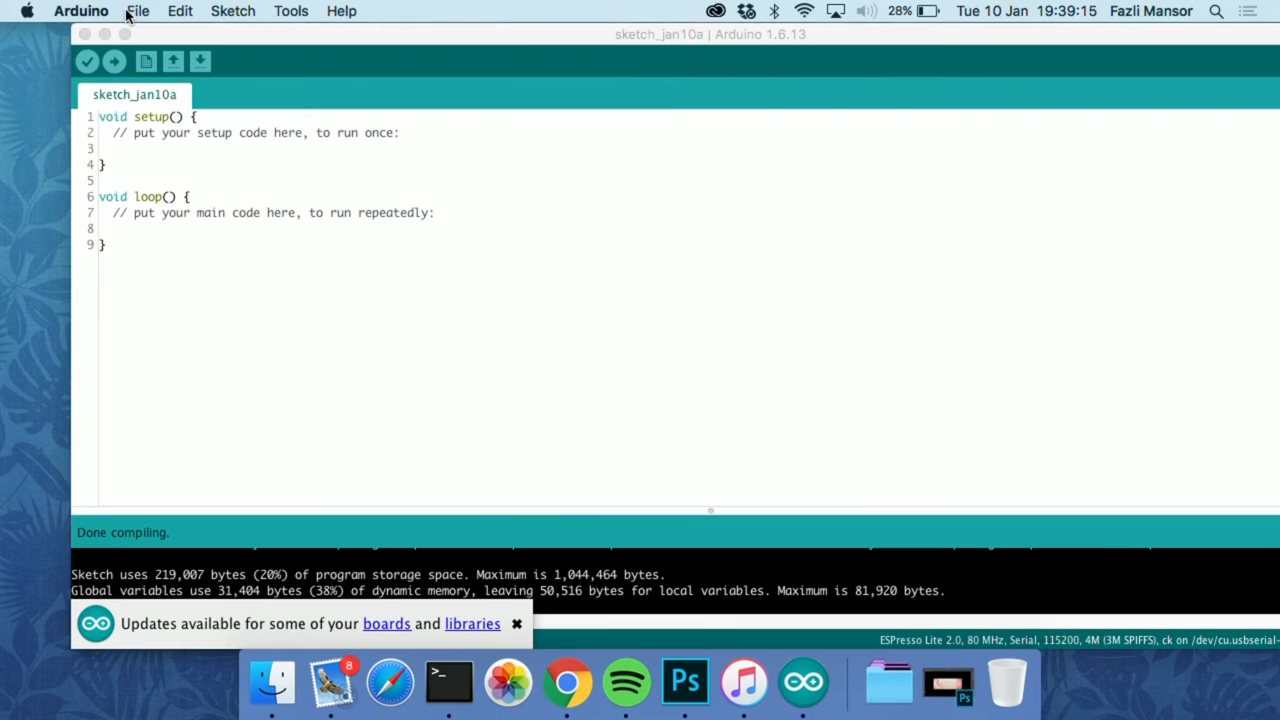 Arduino File Edit Sketch Tools Help 28% Tue 10 Jan 19:39:15 Fazli Mansor
sketch_jan10a | Arduino 1.6.13
sketch_jan10a
1 void setup() {
2 // put your setup code here, to run once:
3
4 }
5
6 void loop() {
7 // put your main code here, to run repeatedly:
8
9 }
Done compiling.
Sketch uses 219,007 bytes (20%) of program storage space. Maximum is 1,044,464 bytes.
Global variables use 31,404 bytes (38%) of dynamic memory, leaving 50,516 bytes for local variables. Maximum is 81,920 bytes.
Updates available for some of your boards and libraries ✖
ESPresso Lite 2.0, 80 MHz, Serial, 115200, 4M (3M SPIFFS), ck on /dev/cu.usbserial-
8
>_
Ps
Ps